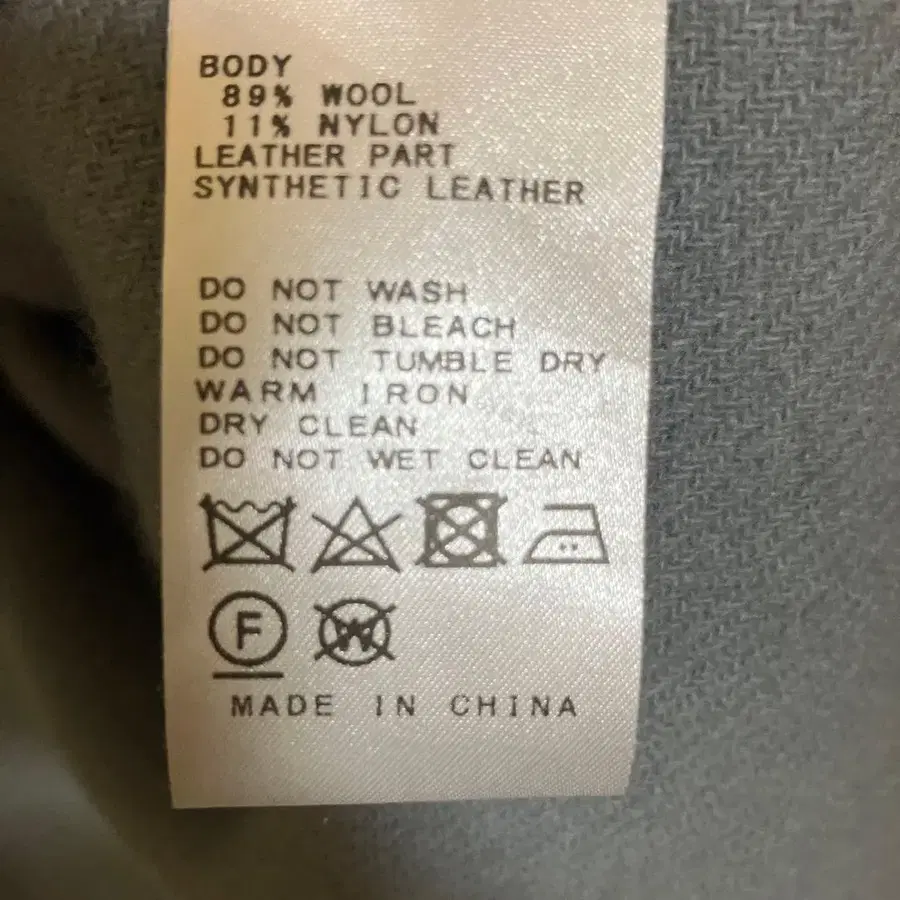 BODY
89% WOOL
11% NYLON
LEATHER PART
SYNTHETIC LEATHER
DO NOT WASH
DO NOT BLEACH
DO NOT TUMBLE DRY
WARM IRON
DRY CLEAN
DO NOT WET CLEAN
F W
MADE IN CHINA